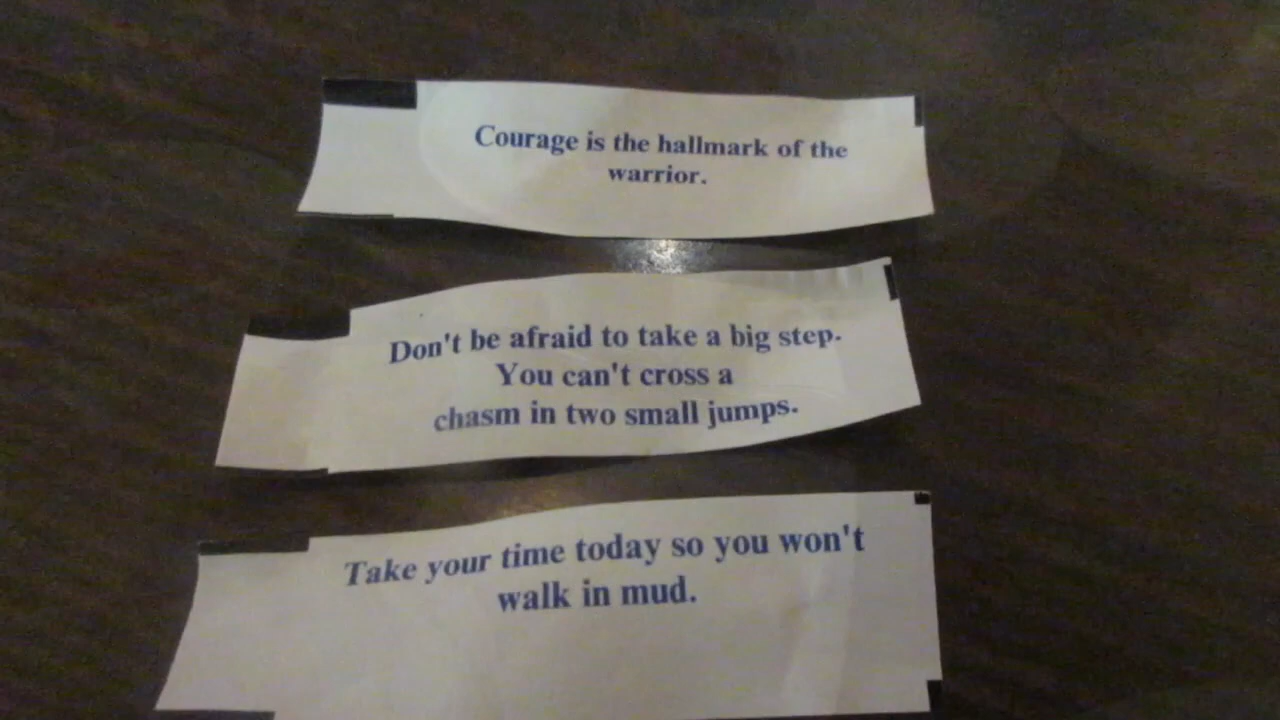 Courage is the hallmark of the
warrior.
Don't be afraid to take a big step.
You can't cross a
chasm in two small jumps.
Take your time today so you won't
walk in mud.